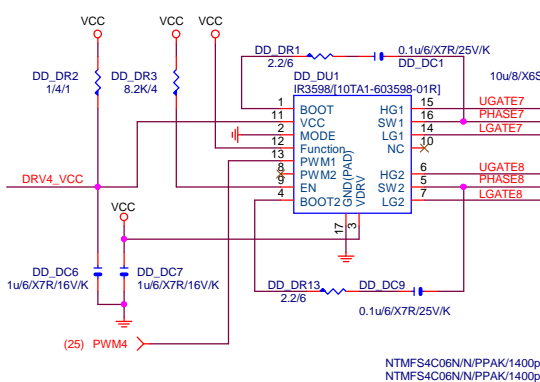 VCC VCC VCC
DD_DR1 0.1u/6/X7R/25V/K
2.2/6 DD_DC1
DD_DR2 DD_DR3 DD_DU1 10u/8/X6S
1/4/1 8.2K/4 IR3598/[10TA1-603598-01R]
1 BOOT HG1 15 UGATE7
11 VCC SW1 16 PHASE7
2 MODE LG1 14 LGATE7
12 Function NC 10
13 PWM1
8 PWM2 HG2 6 UGATE8
DRV4_VCC 9 EN SW2 5 PHASE8
4 BOOT2 LG2 7 LGATE8
GND(PAD) VDRV
17 3
VCC
DD_DC6 DD_DC7 DD_DR13 DD_DC9
1u/6/X7R/16V/K 1u/6/X7R/16V/K 2.2/6
0.1u/6/X7R/25V/K
(25) PWM4
NTMFS4C06N/N/PPAK/1400p
NTMFS4C06N/N/PPAK/1400p